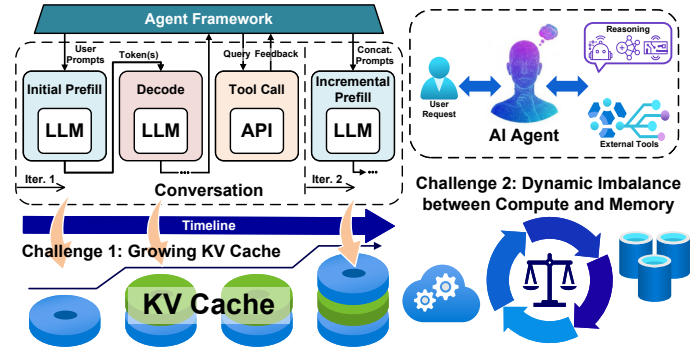 Agent Framework
User
Prompts
Token(s)
Query
Feedback
Concat.
Prompts
Initial Prefill
LLM
Decode
LLM
Tool Call
API
Incremental
Prefill
LLM
Iter. 1
Conversation
Iter. 2
Reasoning
User
Request
AI Agent
External Tools
Timeline
Challenge 1: Growing KV Cache
KV Cache
Challenge 2: Dynamic Imbalance
between Compute and Memory